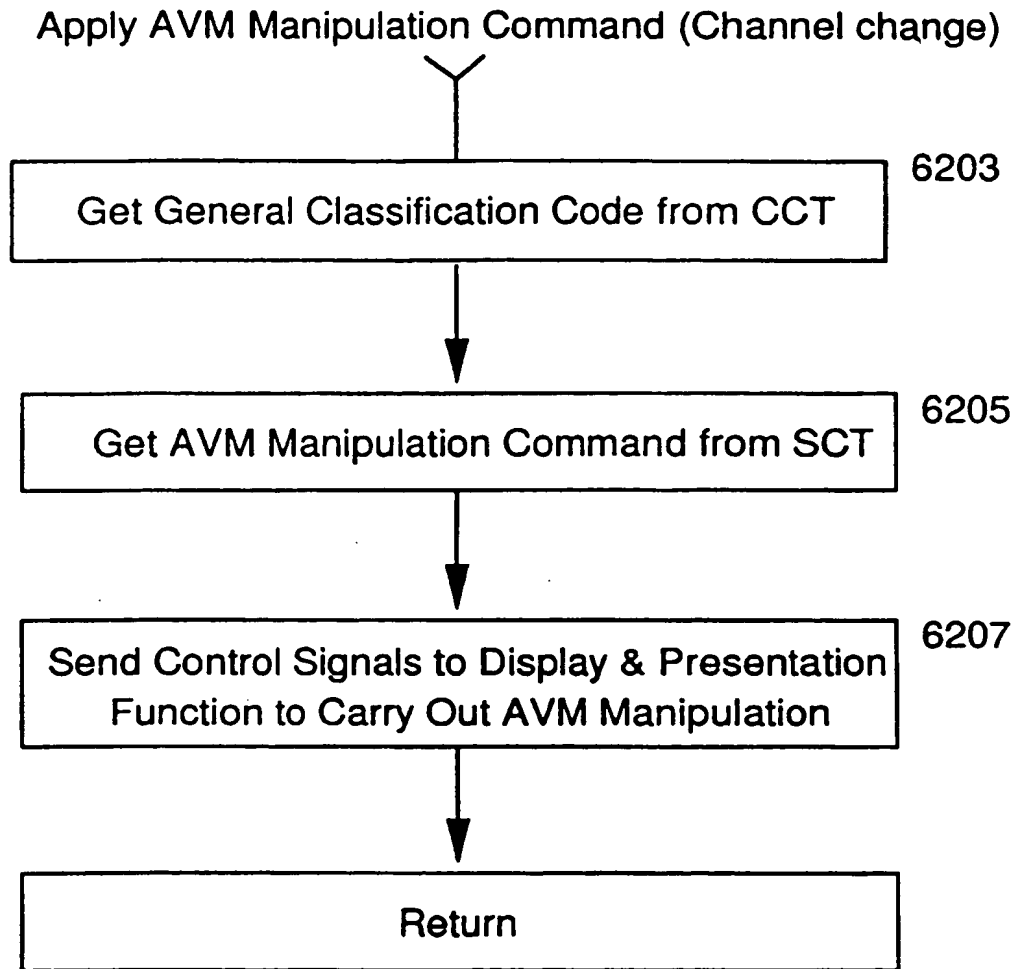 Apply AVM Manipulation Command (Channel change)
6203
Get General Classification Code from CCT
6205
Get AVM Manipulation Command from SCT
6207
Send Control Signals to Display & Presentation
Function to Carry Out AVM Manipulation
Return